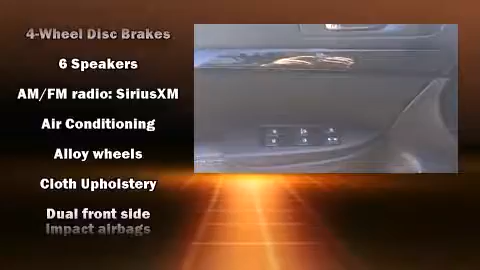 4-Wheel Disc Brakes
6 Speakers
AM/FM radio: SiriusXM
Air Conditioning
Alloy wheels
Cloth Upholstery
Dual front side
Impact airbags